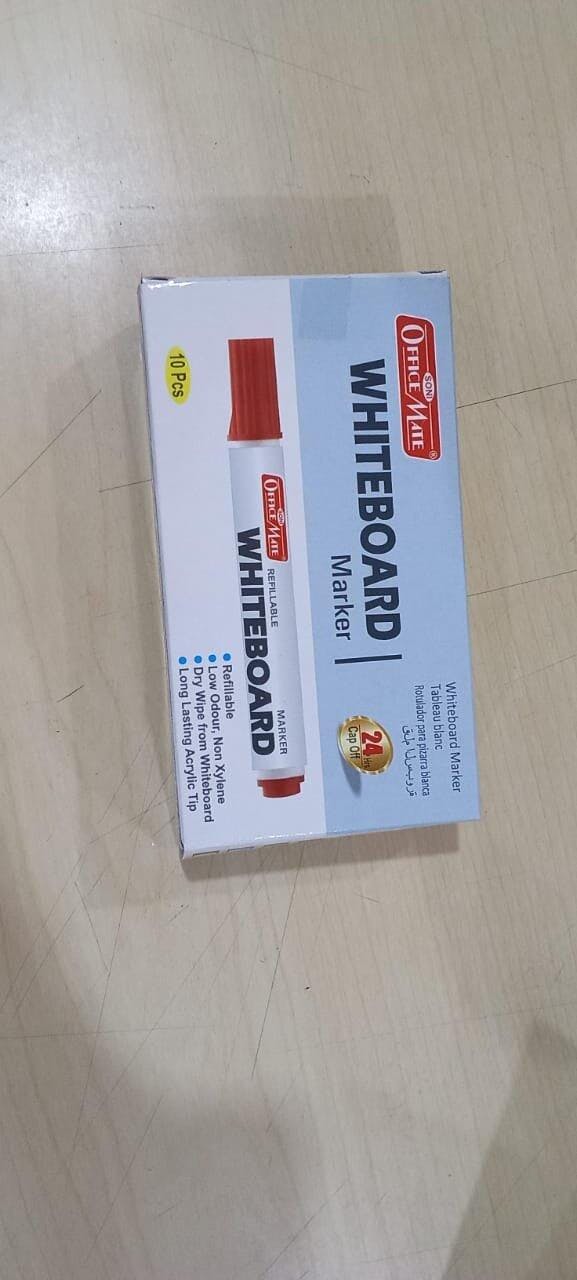 SONI
OFFICE MATE®
WHITEBOARD
Marker
Whiteboard Marker
Tableau blanc
Rotulador para pizarra blanca
قلم السبورة
24 Hrs
Cap Off
10 Pcs
SONI
OFFICE MATE
REFILLABLE
WHITEBOARD
MARKER
Refillable
Low Odour, Non Xylene
Dry Wipe from Whiteboard
Long Lasting Acrylic Tip